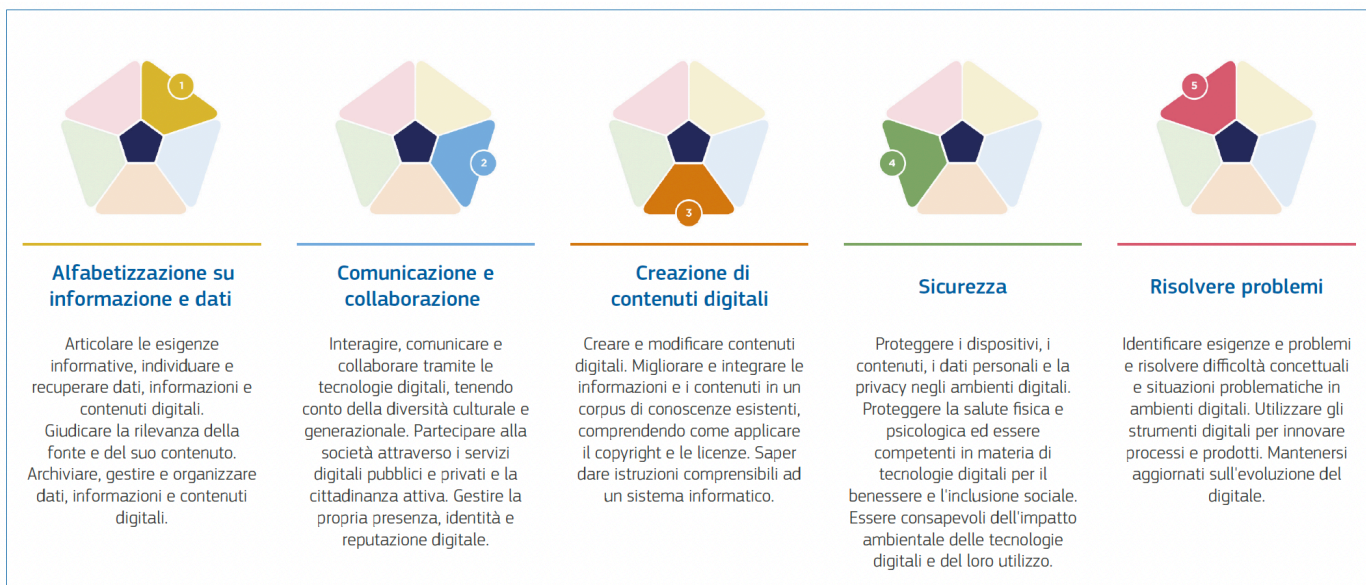 1
Alfabetizzazione su
informazione e dati
Articolare le esigenze
informative, individuare e
recuperare dati, informazioni e
contenuti digitali.
Giudicare la rilevanza della
fonte e del suo contenuto.
Archiviare, gestire e organizzare
dati, informazioni e contenuti
digitali.
2
Comunicazione e
collaborazione
Interagire, comunicare e
collaborare tramite le
tecnologie digitali, tenendo
conto della diversità culturale e
generazionale. Partecipare alla
società attraverso i servizi
digitali pubblici e privati e la
cittadinanza attiva. Gestire la
propria presenza, identità e
reputazione digitale.
3
Creazione di
contenuti digitali
Creare e modificare contenuti
digitali. Migliorare e integrare le
informazioni e i contenuti in un
corpus di conoscenze esistenti,
comprendendo come applicare
il copyright e le licenze. Saper
dare istruzioni comprensibili ad
un sistema informatico.
4
Sicurezza
Proteggere i dispositivi, i
contenuti, i dati personali e la
privacy negli ambienti digitali.
Proteggere la salute fisica e
psicologica ed essere
competenti in materia di
tecnologie digitali per il
benessere e l'inclusione sociale.
Essere consapevoli dell'impatto
ambientale delle tecnologie
digitali e del loro utilizzo.
5
Risolvere problemi
Identificare esigenze e problemi
e risolvere difficoltà concettuali
e situazioni problematiche in
ambienti digitali. Utilizzare gli
strumenti digitali per innovare
processi e prodotti. Mantenersi
aggiornati sull'evoluzione del
digitale.